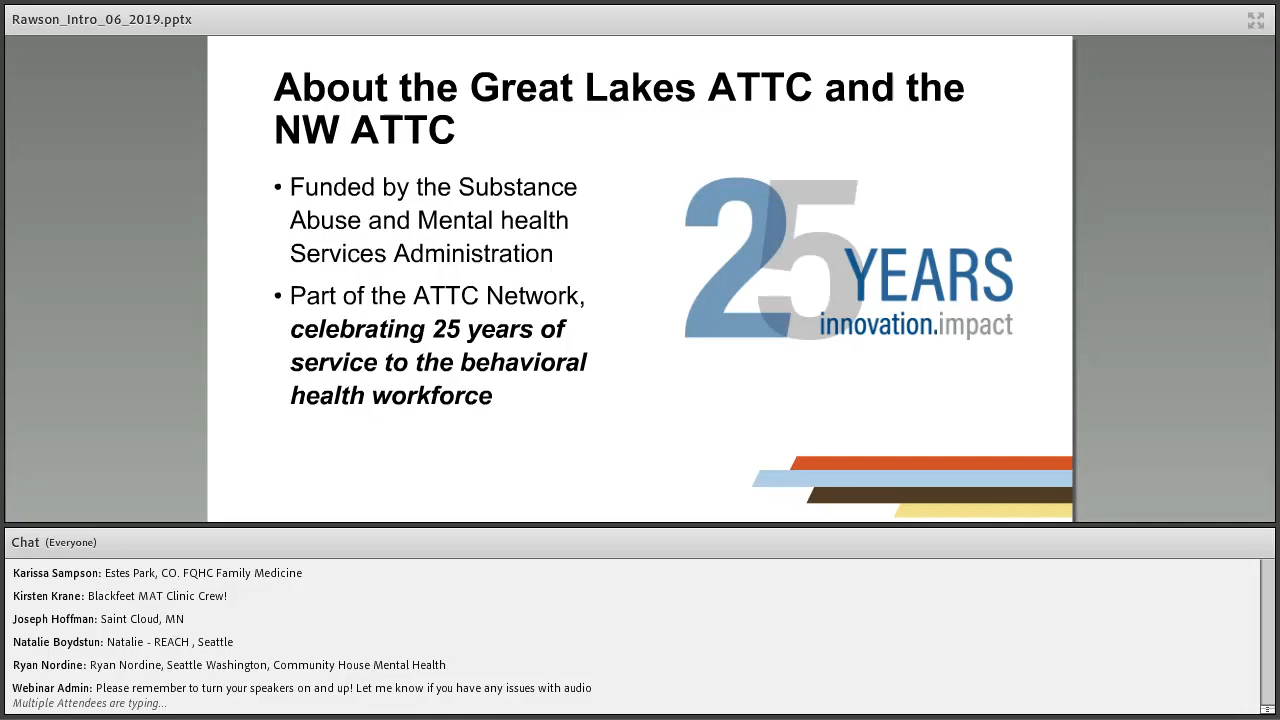 Rawson_Intro_06_2019.pptx
About the Great Lakes ATTC and the
NW ATTC
• Funded by the Substance
Abuse and Mental health
Services Administration
• Part of the ATTC Network,
celebrating 25 years of
service to the behavioral
health workforce
25
YEARS
innovation.impact
Chat (Everyone)
Karissa Sampson: Estes Park, CO. FQHC Family Medicine
Kirsten Krane: Blackfeet MAT Clinic Crew!
Joseph Hoffman: Saint Cloud, MN
Natalie Boydstun: Natalie - REACH , Seattle
Ryan Nordine: Ryan Nordine, Seattle Washington, Community House Mental Health
Webinar Admin: Please remember to turn your speakers on and up! Let me know if you have any issues with audio
Multiple Attendees are typing...